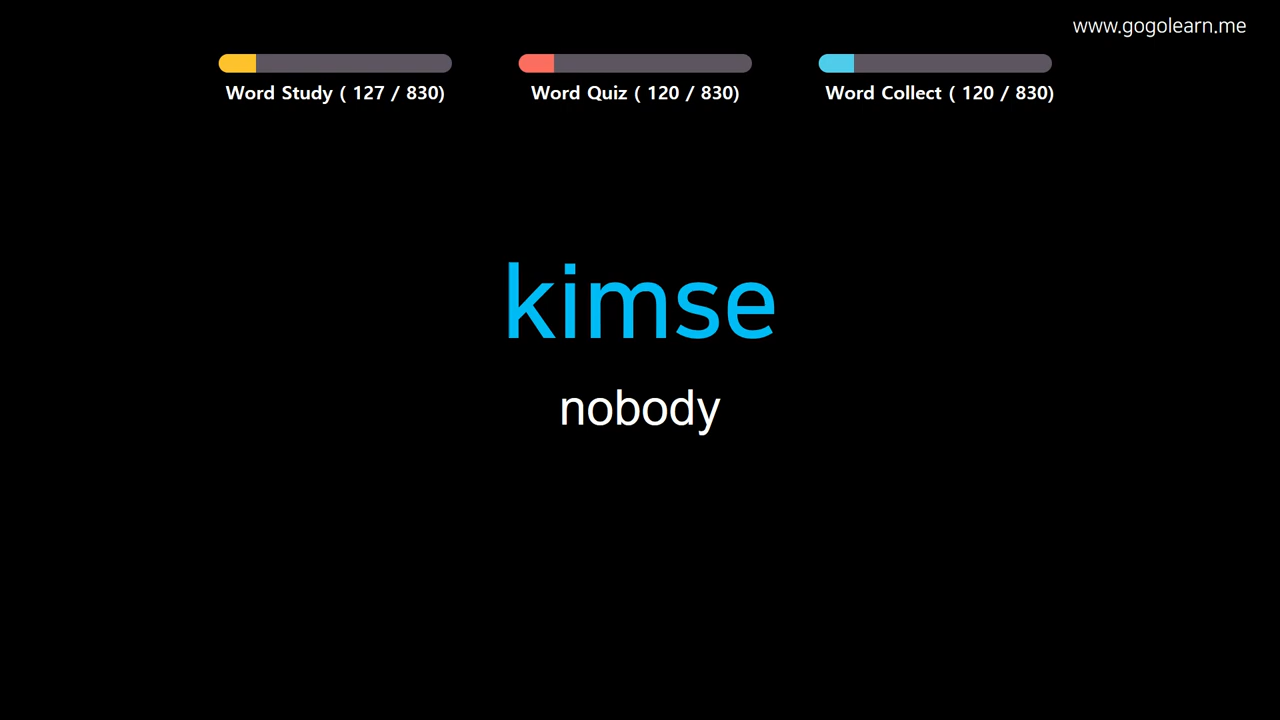 www.gogolearn.me
Word Study ( 127 / 830)
Word Quiz ( 120 / 830)
Word Collect ( 120 / 830)
kimse
nobody